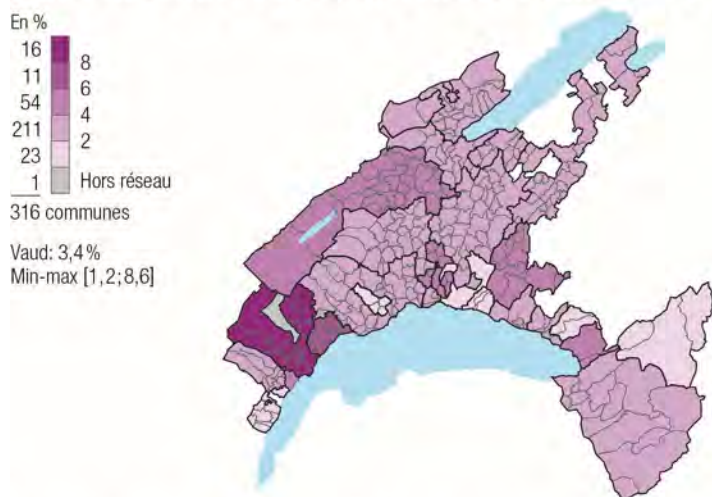 En %
16
8
11
6
54
4
211
2
23
1 Hors réseau
316 communes
Vaud: 3,4%
Min-max [1,2;8,6]